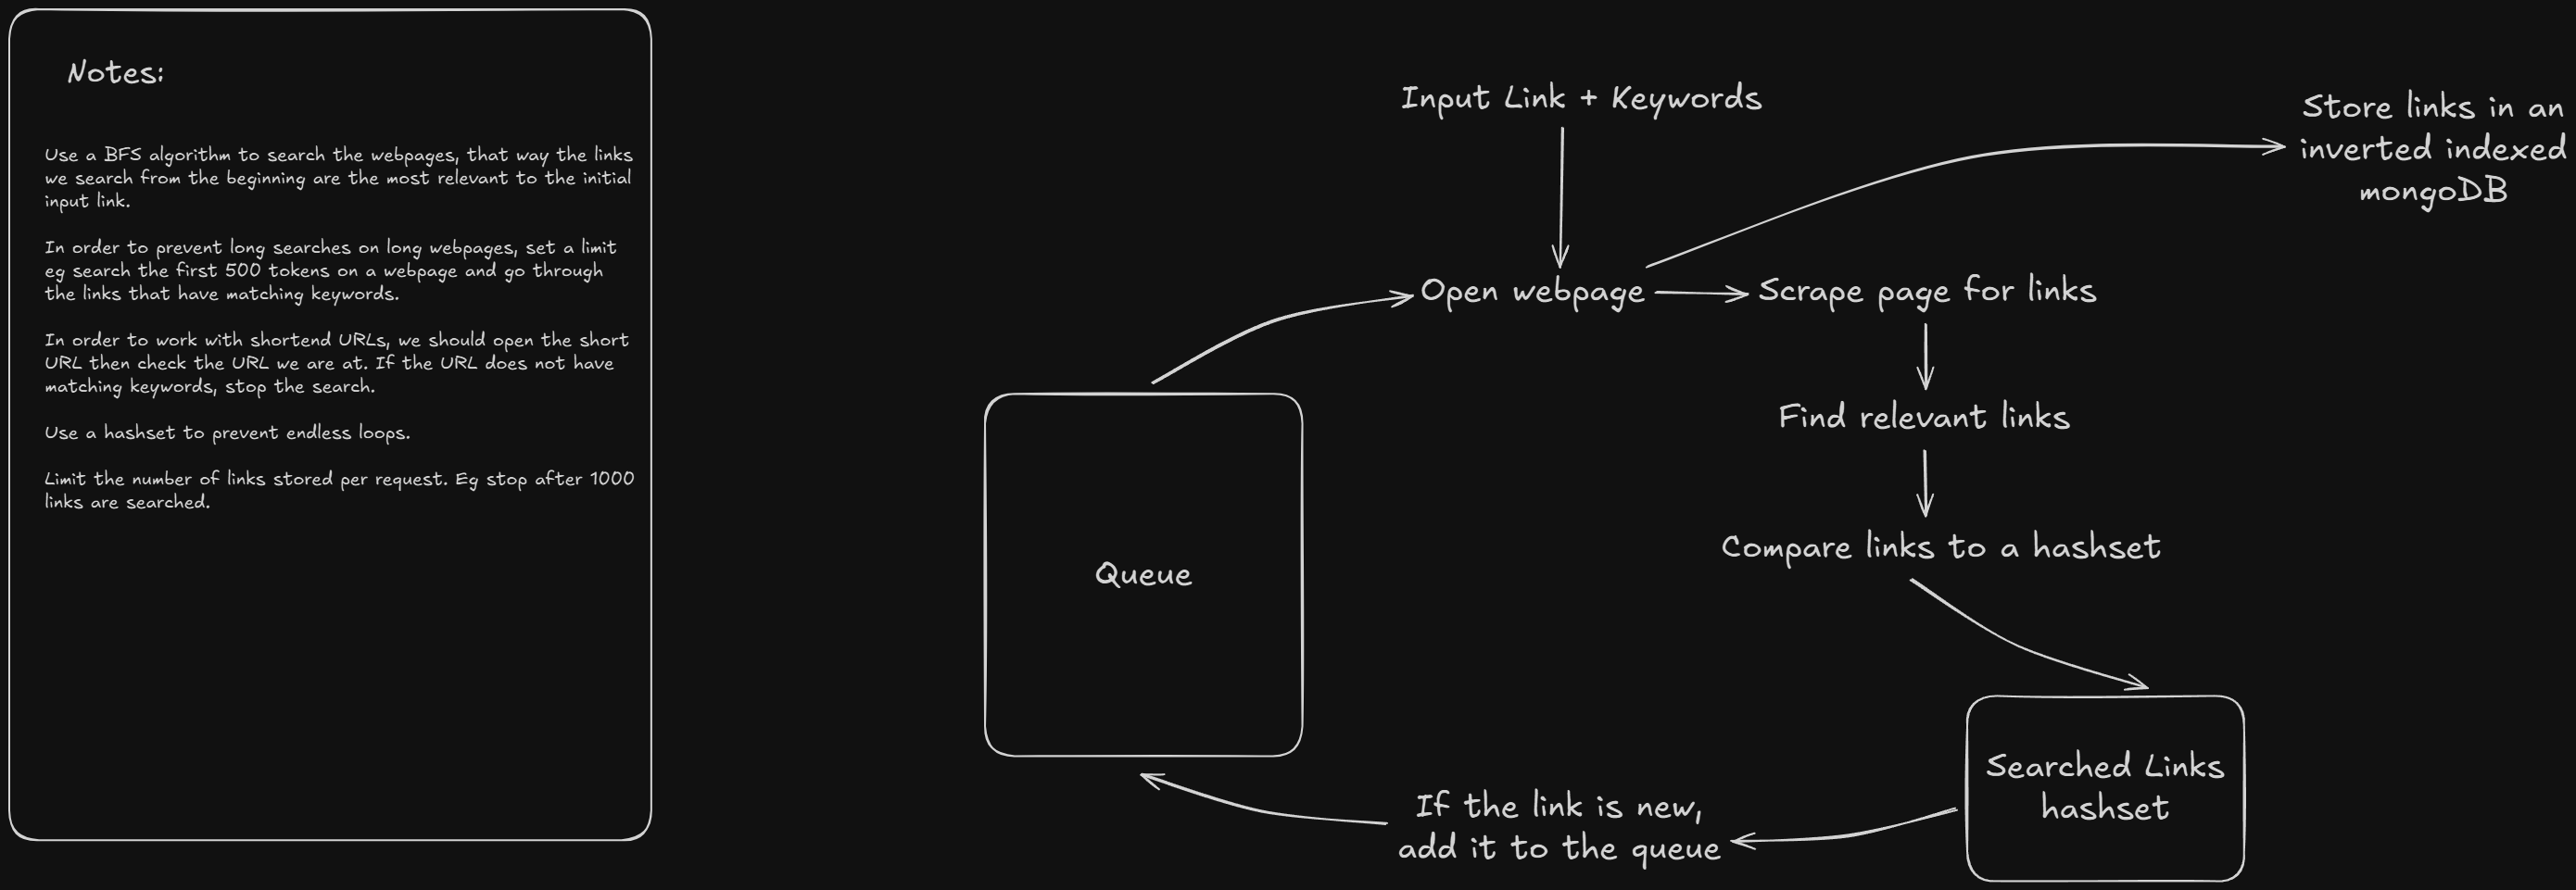 Notes:
Use a BFS algorithm to search the webpages, that way the links
we search from the beginning are the most relevant to the initial
input link.
In order to prevent long searches on long webpages, set a limit
eg search the first 500 tokens on a webpage and go through
the links that have matching keywords.
In order to work with shortend URLs, we should open the short
URL then check the URL we are at. If the URL does not have
matching keywords, stop the search.
Use a hashset to prevent endless loops.
Limit the number of links stored per request. Eg stop after 1000
links are searched.
Input Link + Keywords
Store links in an
inverted indexed
mongoDB
Open webpage
Scrape page for links
Find relevant links
Compare links to a hashset
Queue
Searched Links
hashset
If the link is new,
add it to the queue